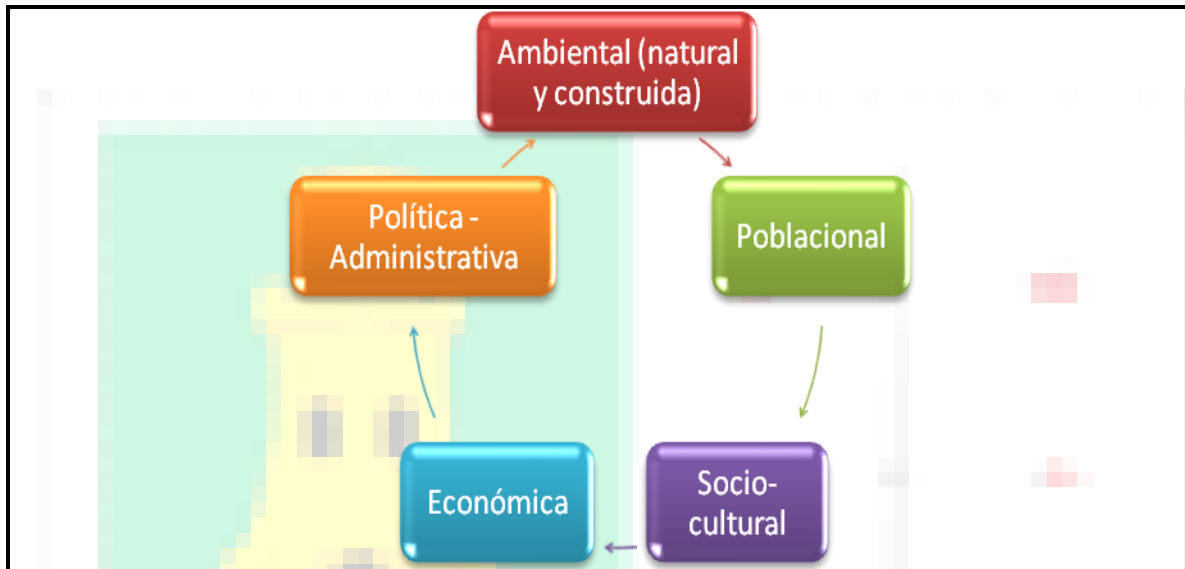 Ambiental (natural
y construida)
Poblacional
Socio-
cultural
Económica
Política -
Administrativa